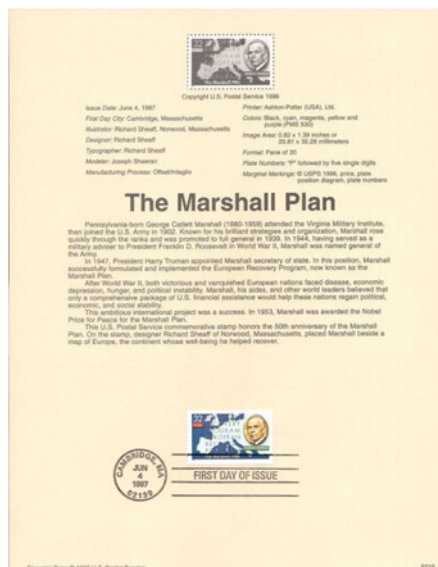 Copyright U.S. Postal Service 1996
Issue Date: June 4, 1997
First Day City: Cambridge, Massachusetts
Illustrator: Richard Sheaff, Norwood, Massachusetts
Designer: Richard Sheaff
Typographer: Richard Sheaff
Modeler: Joseph Sheeran
Manufacturing Process: Offset/Intaglio
Printer: Ashton-Potter (USA), Ltd.
Colors: Black, cyan, magenta, yellow and
purple (PMS 530)
Image Area: 0.82 x 1.39 inches or
20.81 x 35.28 millimeters
Format: Pane of 20
Plate Numbers: "P" followed by five single digits
Marginal Markings: © USPS 1996, price, plate
position diagram, plate numbers
The Marshall Plan
Pennsylvania-born George Catlett Marshall (1880-1959) attended the Virginia Military Institute,
then joined the U.S. Army in 1902. Known for his brilliant strategies and organization, Marshall rose
quickly through the ranks and was promoted to full general in 1939. In 1944, having served as a
military adviser to President Franklin D. Roosevelt in World War II, Marshall was named general of
the Army.
In 1947, President Harry Truman appointed Marshall secretary of state. In this position, Marshall
successfully formulated and implemented the European Recovery Program, now known as the
Marshall Plan.
After World War II, both victorious and vanquished European nations faced disease, economic
depression, hunger, and political instability. Marshall, his aides, and other world leaders believed that
only a comprehensive package of U.S. financial assistance would help these nations regain political,
economic, and social stability.
This ambitious international project was a success. In 1953, Marshall was awarded the Nobel
Prize for Peace for the Marshall Plan.
This U.S. Postal Service commemorative stamp honors the 50th anniversary of the Marshall
Plan. On the stamp, designer Richard Sheaff of Norwood, Massachusetts, placed Marshall beside a
map of Europe, the continent whose well-being he helped recover.
32
The Marshall Plan
CAMBRIDGE, MA
JUN
4
1997
02139
FIRST DAY OF ISSUE